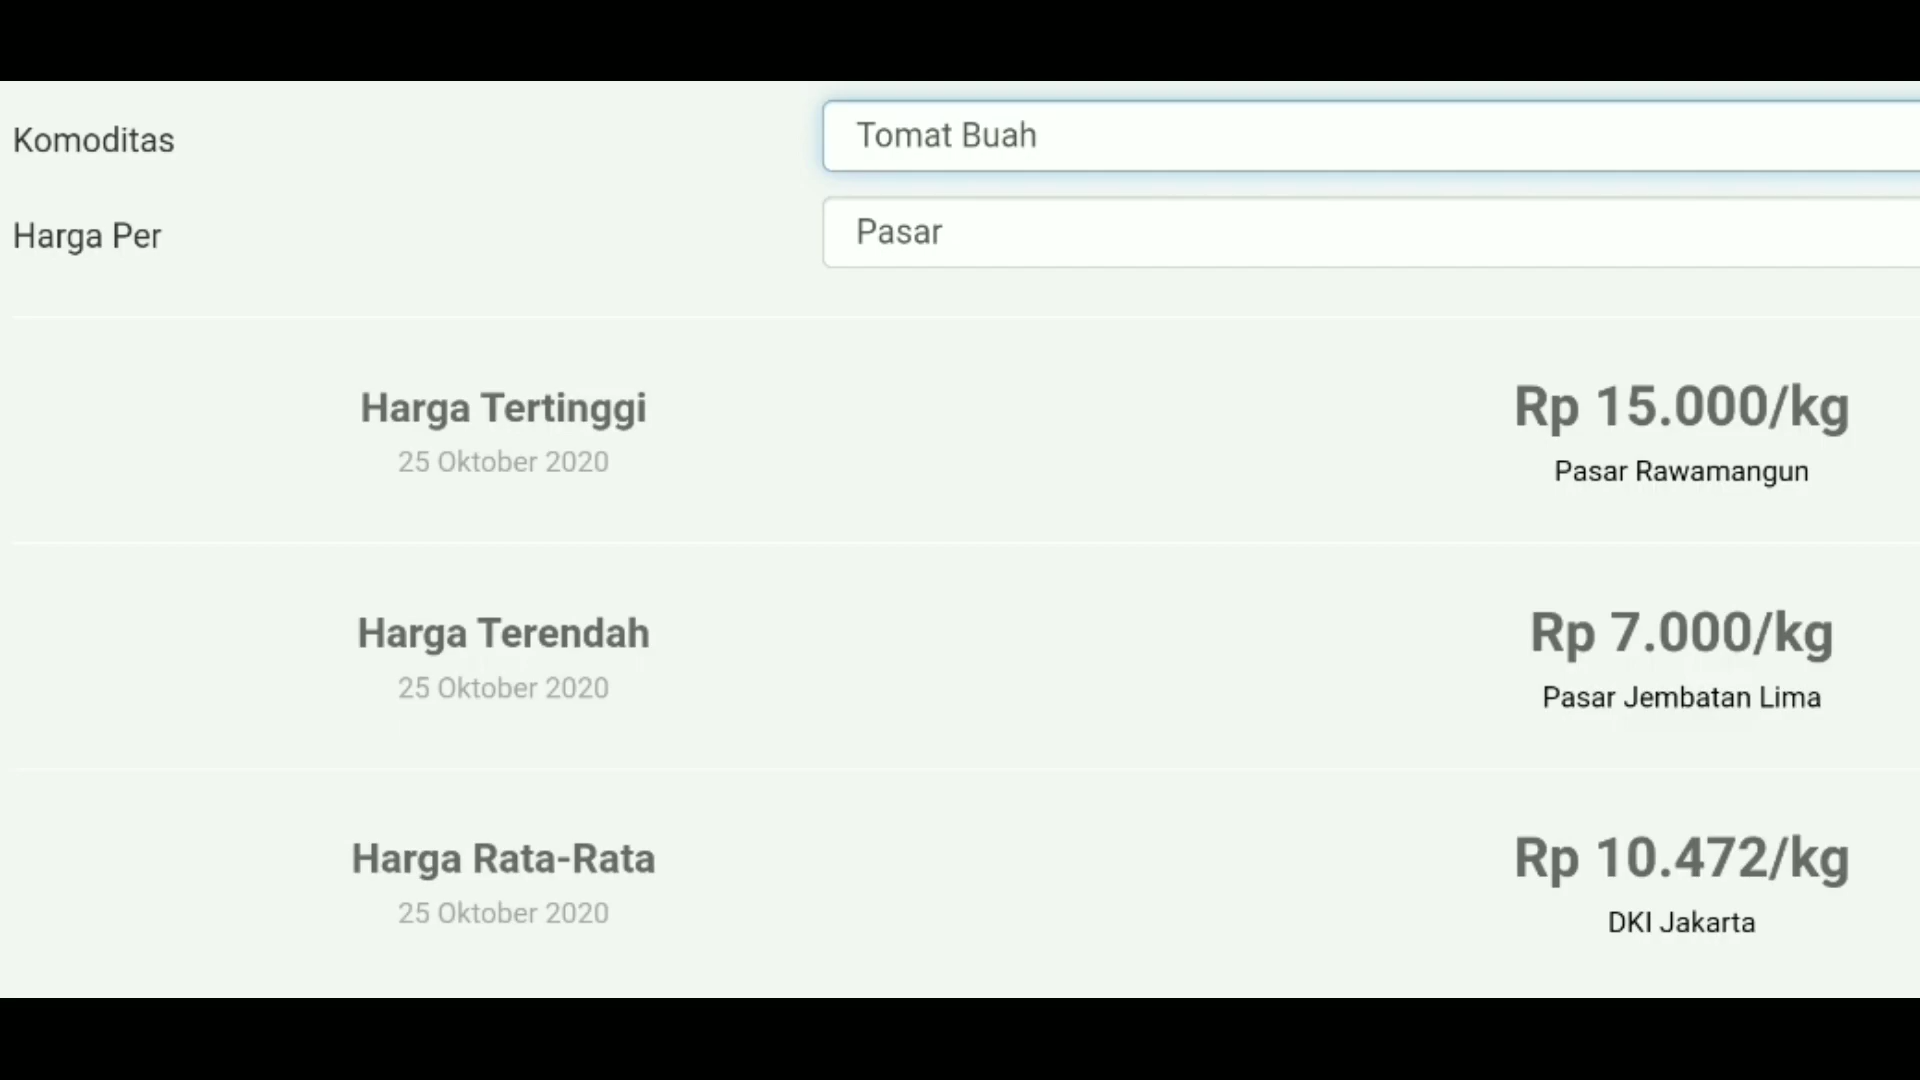 Komoditas
Tomat Buah
Harga Per
Pasar
Harga Tertinggi
25 Oktober 2020
Rp 15.000/kg
Pasar Rawamangun
Harga Terendah
25 Oktober 2020
Rp 7.000/kg
Pasar Jembatan Lima
Harga Rata-Rata
25 Oktober 2020
Rp 10.472/kg
DKI Jakarta